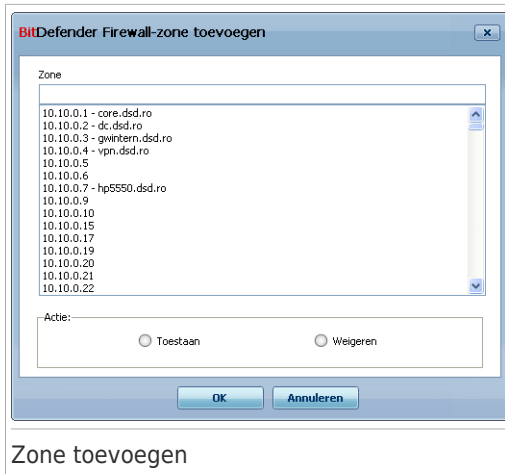 BitDefender Firewall-zone toevoegen
Zone
10.10.0.1 - core.dsd.ro
10.10.0.2 - dc.dsd.ro
10.10.0.3 - gwintern.dsd.ro
10.10.0.4 - vpn.dsd.ro
10.10.0.5
10.10.0.6
10.10.0.7 - hp5550.dsd.ro
10.10.0.9
10.10.0.10
10.10.0.15
10.10.0.17
10.10.0.19
10.10.0.20
10.10.0.21
10.10.0.22
Actie:
Toestaan Weigeren
OK Annuleren
Zone toevoegen